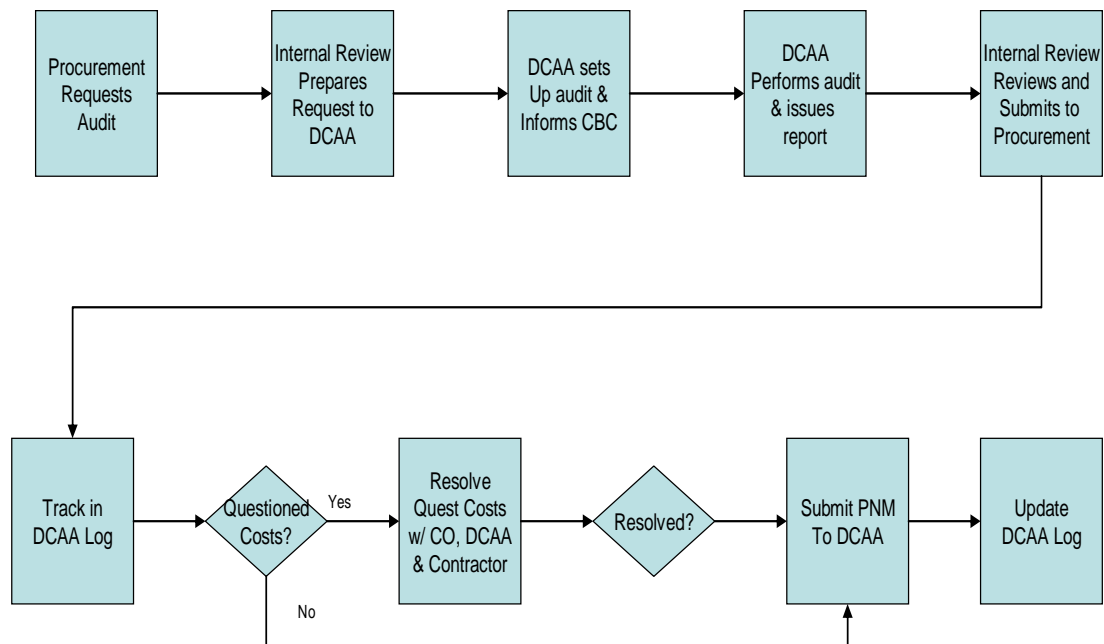 Procurement
Requests
Audit
Internal Review
Prepares
Request to
DCAA
DCAA sets
Up audit &
Informs CBC
DCAA
Performs audit
& issues
report
Internal Review
Reviews and
Submits to
Procurement
Track in
DCAA Log
Questioned
Costs?
Yes
No
Resolve
Quest Costs
w/ CO, DCAA
& Contractor
Resolved?
Submit PNM
To DCAA
Update
DCAA Log